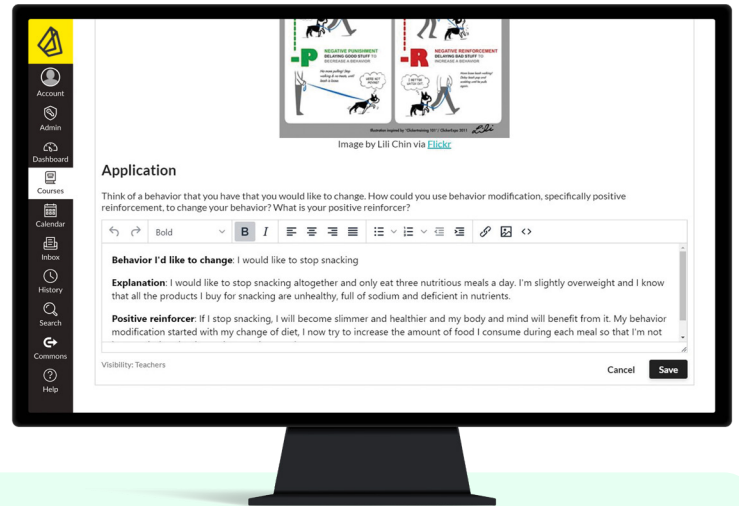 -P
NEGATIVE PUNISHMENT
DELAYING GOOD STUFF TO
DECREASE A BEHAVIOR
-R
NEGATIVE REINFORCEMENT
DELAYING BAD STUFF TO
INCREASE A BEHAVIOR
Image by Lili Chin via Flickr
Account
Admin
Dashboard
Courses
Calendar
Inbox
History
Search
Commons
Help
Application
Think of a behavior that you have that you would like to change. How could you use behavior modification, specifically positive
reinforcement, to change your behavior? What is your positive reinforcer?
Bold
B I
Behavior I'd like to change: I would like to stop snacking
Explanation: I would like to stop snacking altogether and only eat three nutritious meals a day. I'm slightly overweight and I know
that all the products I buy for snacking are unhealthy, full of sodium and deficient in nutrients.
Positive reinforcer: If I stop snacking, I will become slimmer and healthier and my body and mind will benefit from it. My behavior
modification started with my change of diet, I now try to increase the amount of food I consume during each meal so that I'm not
Visibility: Teachers
Cancel
Save